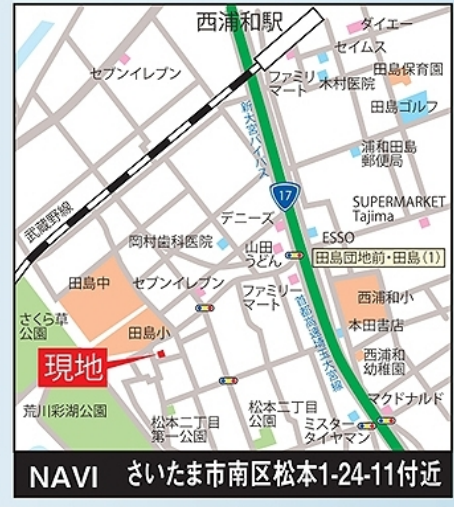 西浦和駅
ダイエー
セイムス
セブンイレブン
ファミリ
マート
木村医院
田島保育園
田島ゴルフ
新大宮バイパス
浦和田島
郵便局
17
武蔵野線
デニーズ
SUPERMARKET
Tajima
岡村歯科医院
山田
うどん
ESSO
田島団地前・田島(1)
田島中
セブンイレブン
ファミリー
マート
西浦和小
さくら草
公園
田島小
首都高速埼玉大宮線
本田書店
現地
西浦和
幼稚園
荒川彩湖公園
マクドナルド
松本二丁目
第一公園
松本二丁目
公園
ミスター
タイヤマン
NAVI さいたま市南区松本1-24-11付近